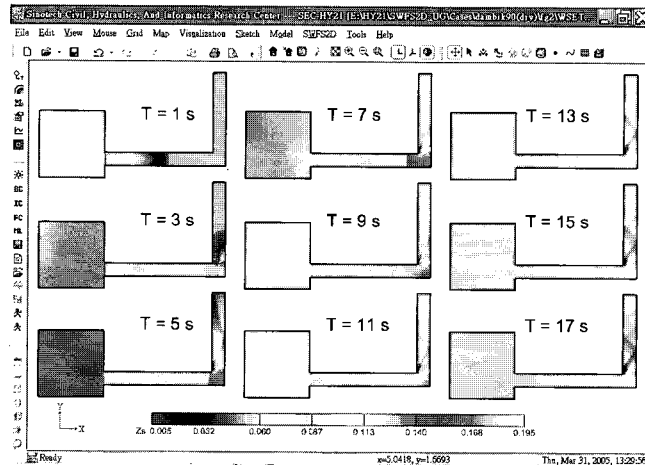 Sinotech Civil, Hydraulics, And Informatics Research Center
File Edit View Mouse Grid Map Visualization Sketch Model SWFS2D Tools Help
T = 1 s
T = 7 s
T = 13 s
T = 3 s
T = 9 s
T = 15 s
T = 5 s
T = 11 s
T = 17 s
Y
X
Zs 0.005 0.032 0.060 0.087 0.113 0.140 0.168 0.195
Ready x=5.0418, y=1.6693 Thu, Mar 31, 2005, 13:29:56